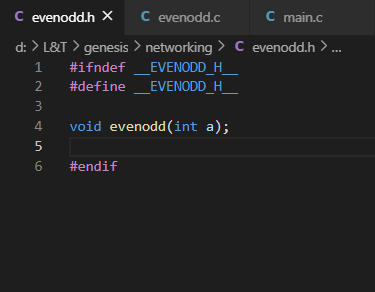 C evenodd.h × C evenodd.c C main.c
d: > L&T > genesis > networking > C evenodd.h > ...
1 #ifndef __EVENODD_H__
2 #define __EVENODD_H__
3
4 void evenodd(int a);
5
6 #endif